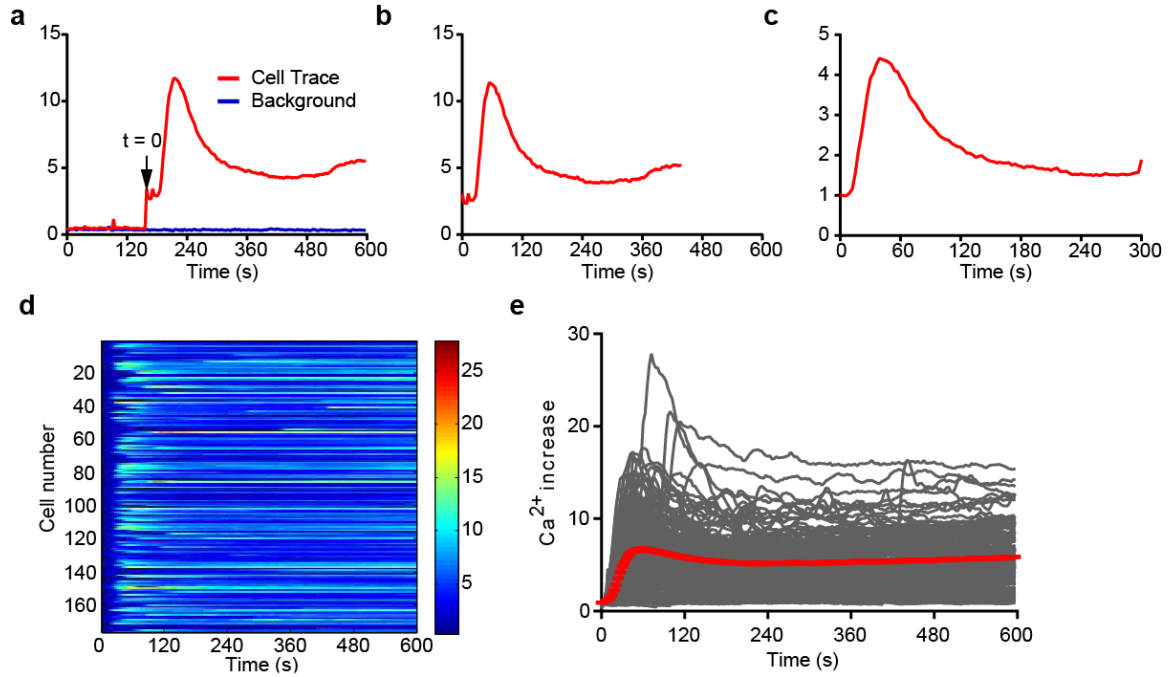 a
15
10
5
0
t = 0
Cell Trace
Background
0 120 240 360 480 600
Time (s)
b
15
10
5
0
0 120 240 360 480 600
Time (s)
c
5
4
3
2
1
0
0 60 120 180 240 300
Time (s)
d
20
40
60
80
100
120
140
160
Cell number
0 120 240 360 480 600
Time (s)
25
20
15
10
5
e
30
20
10
0
Ca2+ increase
0 120 240 360 480 600
Time (s)